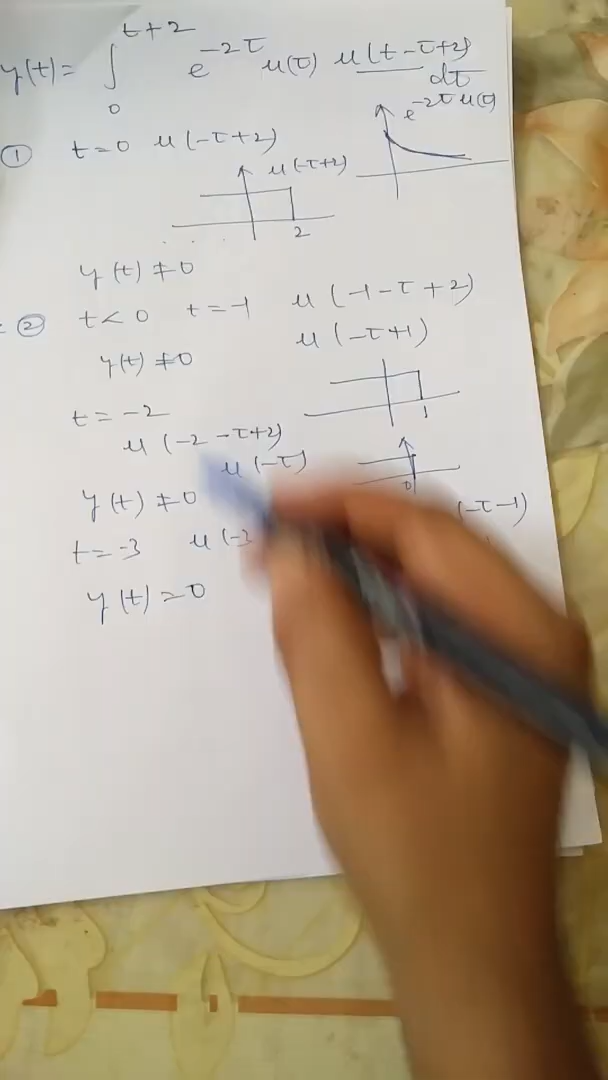 y(t) = ∫₀^{t+2} e^{-2τ} u(τ) u(t-τ+2) dτ
① t=0 u(-τ+2)
e^{-2τ} u(τ)
u(-τ+2)
2
y(t) ≠ 0
② t<0 t=-1 u(-1-τ+2)
y(t) ≠ 0 u(-τ+1)
1
t=-2
u(-2-τ+2)
u(-τ)
0
y(t) ≠ 0
t=-3 u(-3 (-τ-1)
y(t) = 0